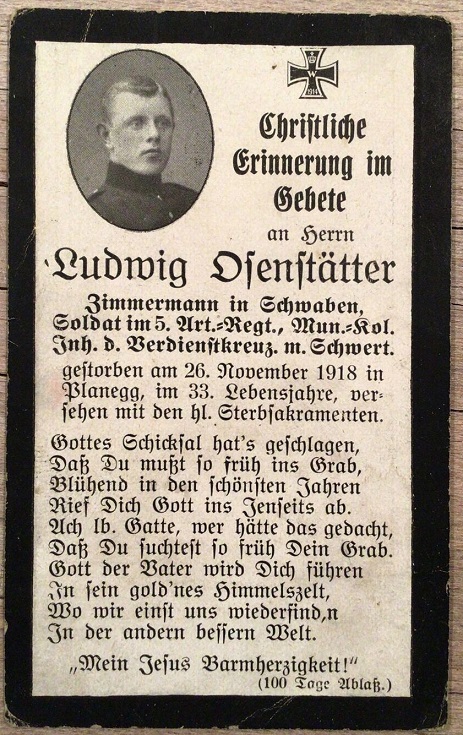 W
1914
Christliche
Erinnerung im
Gebete
an Herrn
Ludwig Osenstätter
Zimmermann in Schwaben,
Soldat im 5. Art.-Regt., Mun.-Kol.
Inh. d. Verdienstkreuz. m. Schwert.
gestorben am 26. November 1918 in
Planegg, im 33. Lebensjahre, ver-
sehen mit den hl. Sterbsakramenten.
Gottes Schicksal hat's geschlagen,
Daß Du mußt so früh ins Grab,
Blühend in den schönsten Jahren
Rief Dich Gott ins Jenseits ab.
Ach lb. Gatte, wer hätte das gedacht,
Daß Du suchtest so früh Dein Grab.
Gott der Vater wird Dich führen
In sein gold'nes Himmelszelt,
Wo wir einst uns wiederfind,n
In der andern bessern Welt.
„Mein Jesus Barmherzigkeit!“
(100 Tage Ablaß.)